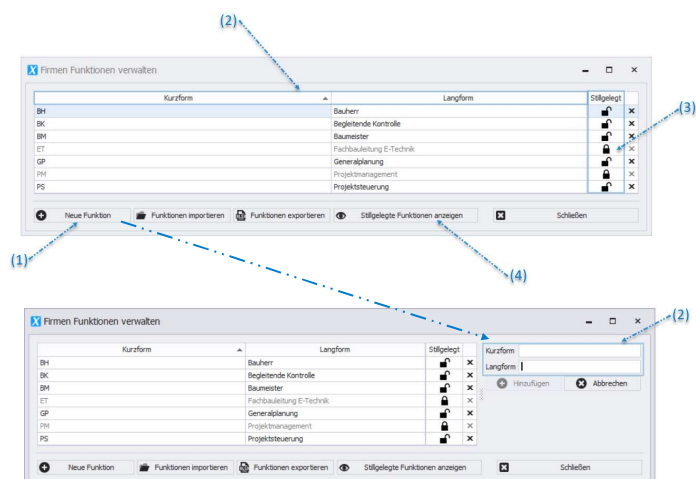 (2)
Firmen Funktionen verwalten
Kurzform Langform Stillgelegt
BH Bauherr
BK Begleitende Kontrolle
BM Baumeister
ET Fachbauleitung E-Technik
GP Generalplanung
PM Projektmanagement
PS Projektsteuerung
(3)
Neue Funktion Funktionen importieren Funktionen exportieren Stillgelegte Funktionen anzeigen Schließen
(1)
(4)
(2)
Firmen Funktionen verwalten
Kurzform Langform Stillgelegt
BH Bauherr
BK Begleitende Kontrolle
BM Baumeister
ET Fachbauleitung E-Technik
GP Generalplanung
PM Projektmanagement
PS Projektsteuerung
Kurzform
Langform
Hinzufügen Abbrechen
Neue Funktion Funktionen importieren Funktionen exportieren Stillgelegte Funktionen anzeigen Schließen